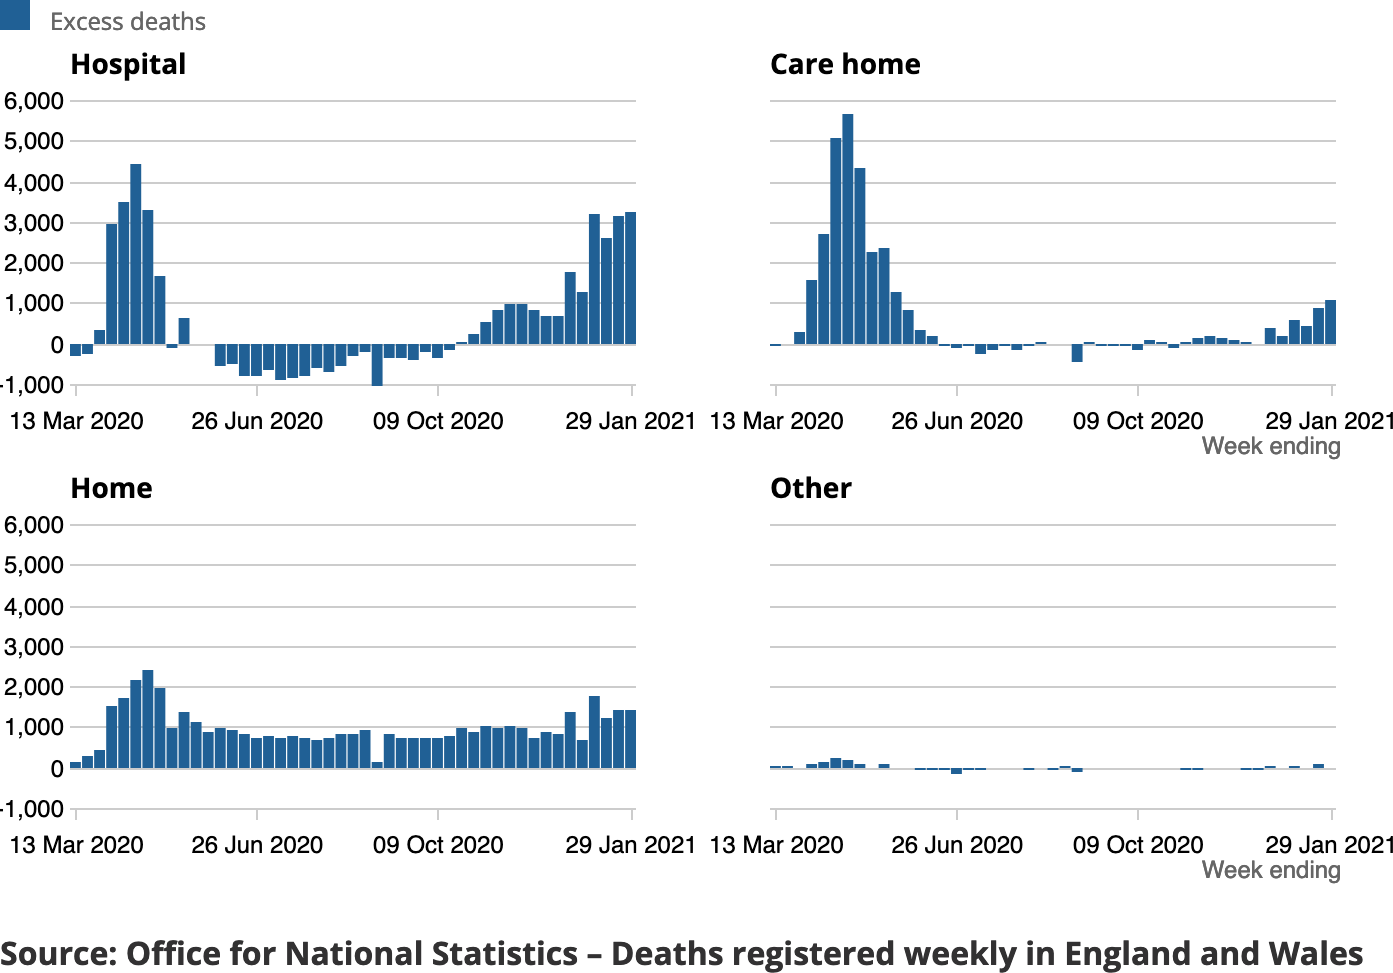 Excess deaths
Hospital
6,000
5,000
4,000
3,000
2,000
1,000
0
-1,000
13 Mar 2020 26 Jun 2020 09 Oct 2020 29 Jan 2021
Care home
13 Mar 2020 26 Jun 2020 09 Oct 2020 29 Jan 2021
Week ending
Home
6,000
5,000
4,000
3,000
2,000
1,000
0
-1,000
13 Mar 2020 26 Jun 2020 09 Oct 2020 29 Jan 2021
Other
13 Mar 2020 26 Jun 2020 09 Oct 2020 29 Jan 2021
Week ending
Source: Office for National Statistics – Deaths registered weekly in England and Wales